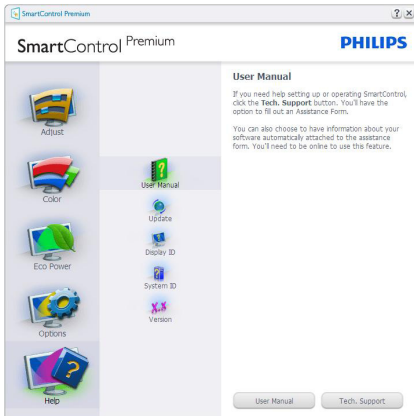 SmartControl Premium
SmartControl Premium
PHILIPS
Adjust
Color
Eco Power
Options
Help
User Manual
Update
Display ID
System ID
X.X
Version
User Manual
If you need help setting up or operating SmartControl,
click the Tech. Support button. You'll have the
option to fill out an Assistance Form.
You can also choose to have information about your
software automatically attached to the assistance
form. You'll need to be online to use this feature.
User Manual
Tech. Support